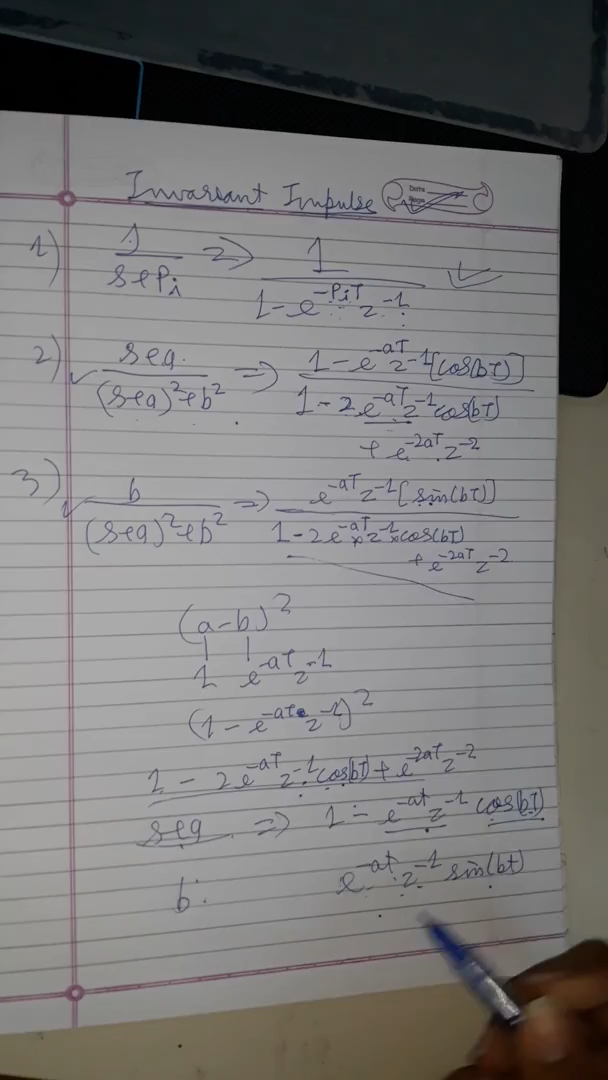 Invarsant Impulse
1) 1/(s+Pi) => 1/(1-e^-PiT z^-1)
2) (s+a)/((s+a)^2+b^2) => (1-e^-aT z^-1[cos(bT)])/(1-2e^-aT z^-1 cos(bT) + e^-2aT z^-2)
3) b/((s+a)^2+b^2) => (e^-aT z^-1[sin(bT)])/(1-2e^-aT z^-1 cos(bT) + e^-2aT z^-2)
(a-b)^2
1 e^-aT z^-1
(1-e^-aT z^-1)^2
1 - 2e^-aT z^-1 cos(bT) + e^-2aT z^-2
s+a => 1 - e^-at z^-1 cos(bT)
b: e^-at z^-1 sin(bt)